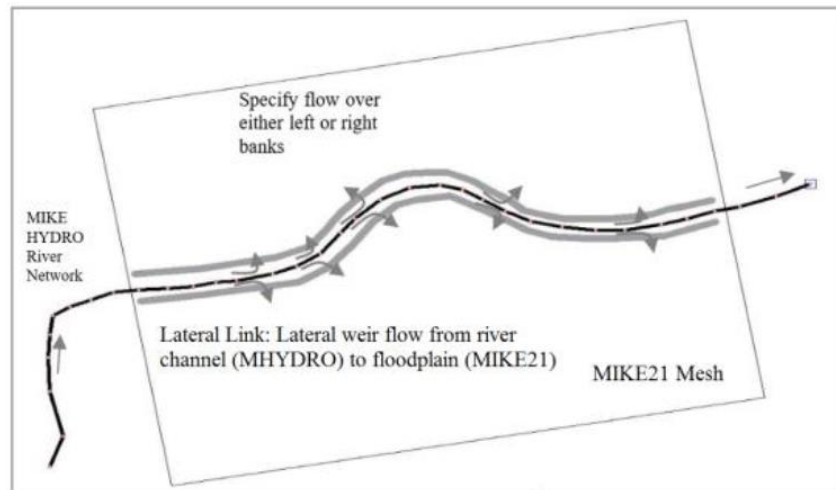 Specify flow over
either left or right
banks
MIKE
HYDRO
River
Network
Lateral Link: Lateral weir flow from river
channel (MHYDRO) to floodplain (MIKE21)
MIKE21 Mesh